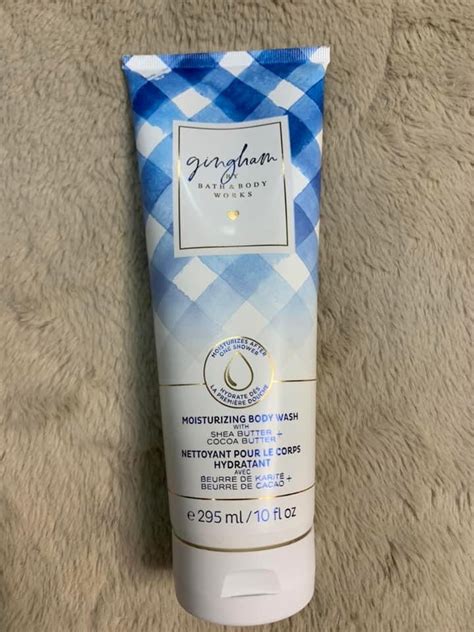 gingham
BY
BATH & BODY
WORKS
MOISTURIZES AFTER
ONE SHOWER
HYDRATE DÈS
LA PREMIÈRE DOUCHE
MOISTURIZING BODY WASH
WITH
SHEA BUTTER +
COCOA BUTTER
NETTOYANT POUR LE CORPS
HYDRATANT
AVEC
BEURRE DE KARITÉ +
BEURRE DE CACAO
e 295 ml/10 fl oz